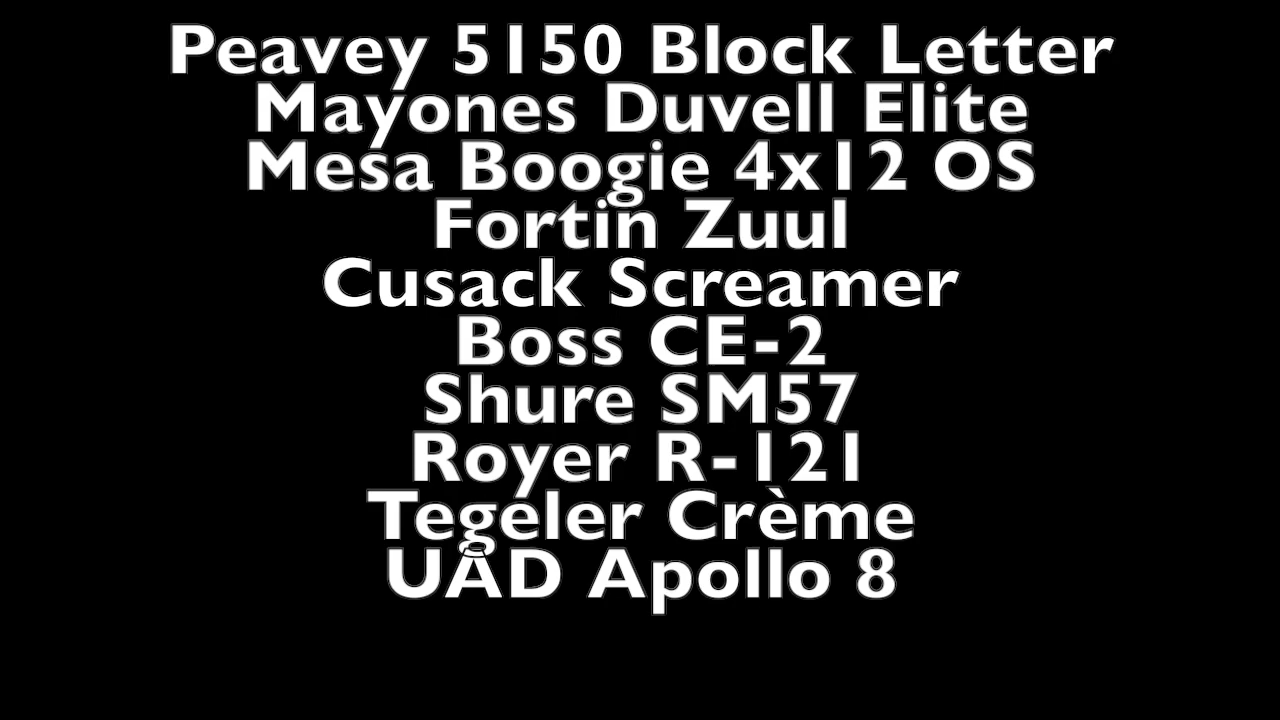 Peavey 5150 Block Letter
Mayones Duvell Elite
Mesa Boogie 4x12 OS
Fortin Zuul
Cusack Screamer
Boss CE-2
Shure SM57
Royer R-121
Tegeler Crème
UAD Apollo 8